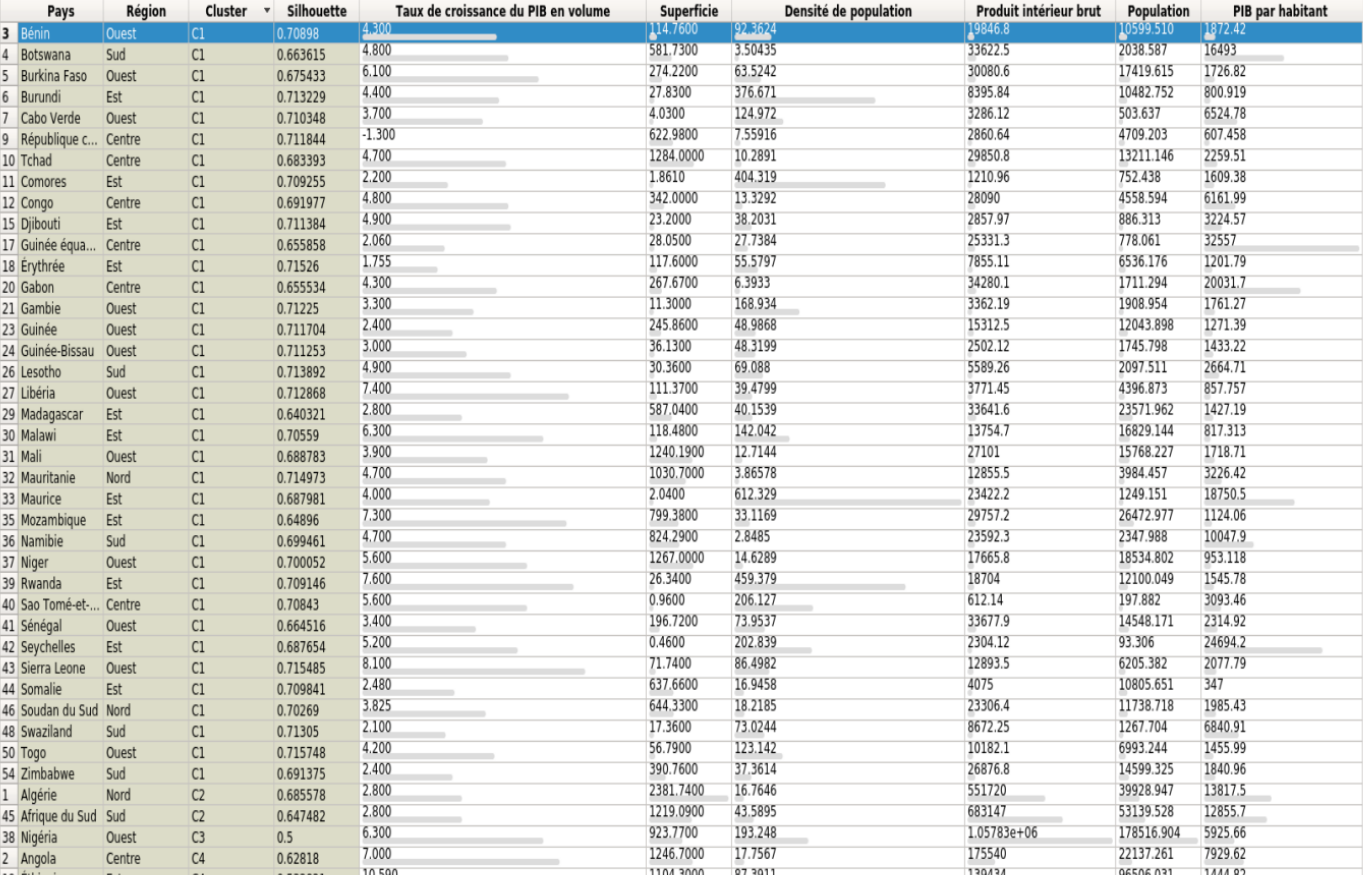 Pays Région Cluster Silhouette Taux de croissance du PIB en volume Superficie Densité de population Produit intérieur brut Population PIB par habitant
3 Bénin Ouest C1 0.70898 4.300 114.7600 92.3624 19846.8 10599.510 1872.42
4 Botswana Sud C1 0.663615 4.800 581.7300 3.50435 33622.5 2038.587 16493
5 Burkina Faso Ouest C1 0.675433 6.100 274.2200 63.5242 30080.6 17419.615 1726.82
6 Burundi Est C1 0.713229 4.400 27.8300 376.671 8395.84 10482.752 800.919
7 Cabo Verde Ouest C1 0.710348 3.700 4.0300 124.972 3286.12 503.637 6524.78
9 République c... Centre C1 0.711844 -1.300 622.9800 7.55916 2860.64 4709.203 607.458
10 Tchad Centre C1 0.683393 4.700 1284.0000 10.2891 29850.8 13211.146 2259.51
11 Comores Est C1 0.709255 2.200 1.8610 404.319 1210.96 752.438 1609.38
12 Congo Centre C1 0.691977 4.800 342.0000 13.3292 28090 4558.594 6161.99
15 Djibouti Est C1 0.711384 4.900 23.2000 38.2031 2857.97 886.313 3224.57
17 Guinée équa... Centre C1 0.655858 2.060 28.0500 27.7384 25331.3 778.061 32557
18 Érythrée Est C1 0.71526 1.755 117.6000 55.5797 7855.11 6536.176 1201.79
20 Gabon Centre C1 0.655534 4.300 267.6700 6.3933 34280.1 1711.294 20031.7
21 Gambie Ouest C1 0.71225 3.300 11.3000 168.934 3362.19 1908.954 1761.27
23 Guinée Ouest C1 0.711704 2.400 245.8600 48.9868 15312.5 12043.898 1271.39
24 Guinée-Bissau Ouest C1 0.711253 3.000 36.1300 48.3199 2502.12 1745.798 1433.22
26 Lesotho Sud C1 0.713892 4.900 30.3600 69.088 5589.26 2097.511 2664.71
27 Libéria Ouest C1 0.712868 7.400 111.3700 39.4799 3771.45 4396.873 857.757
29 Madagascar Est C1 0.640321 2.800 587.0400 40.1539 33641.6 23571.962 1427.19
30 Malawi Est C1 0.70559 6.300 118.4800 142.042 13754.7 16829.144 817.313
31 Mali Ouest C1 0.688783 3.900 1240.1900 12.7144 27101 15768.227 1718.71
32 Mauritanie Nord C1 0.714973 4.700 1030.7000 3.86578 12855.5 3984.457 3226.42
33 Maurice Est C1 0.687981 4.000 2.0400 612.329 23422.2 1249.151 18750.5
35 Mozambique Est C1 0.64896 7.300 799.3800 33.1169 29757.2 26472.977 1124.06
36 Namibie Sud C1 0.699461 4.700 824.2900 2.8485 23592.3 2347.988 10047.9
37 Niger Ouest C1 0.700052 5.600 1267.0000 14.6289 17665.8 18534.802 953.118
39 Rwanda Est C1 0.709146 7.600 26.3400 459.379 18704 12100.049 1545.78
40 Sao Tomé-et-... Centre C1 0.70843 5.600 0.9600 206.127 612.14 197.882 3093.46
41 Sénégal Ouest C1 0.664516 3.400 196.7200 73.9537 33677.9 14548.171 2314.92
42 Seychelles Est C1 0.687654 5.200 0.4600 202.839 2304.12 93.306 24694.2
43 Sierra Leone Ouest C1 0.715485 8.100 71.7400 86.4982 12893.5 6205.382 2077.79
44 Somalie Est C1 0.709841 2.480 637.6600 16.9458 4075 10805.651 347
46 Soudan du Sud Nord C1 0.70269 3.825 644.3300 18.2185 23306.4 11738.718 1985.43
48 Swaziland Sud C1 0.71305 2.100 17.3600 73.0244 8672.25 1267.704 6840.91
50 Togo Ouest C1 0.715748 4.200 56.7900 123.142 10182.1 6993.244 1455.99
54 Zimbabwe Sud C1 0.691375 2.400 390.7600 37.3614 26876.8 14599.325 1840.96
1 Algérie Nord C2 0.685578 2.800 2381.7400 16.7646 551720 39928.947 13817.5
45 Afrique du Sud Sud C2 0.647482 2.800 1219.0900 43.5895 683147 53139.528 12855.7
38 Nigéria Ouest C3 0.5 6.300 923.7700 193.248 1.05783e+06 178516.904 5925.66
2 Angola Centre C4 0.62818 7.000 1246.7000 17.7567 175540 22137.261 7929.62